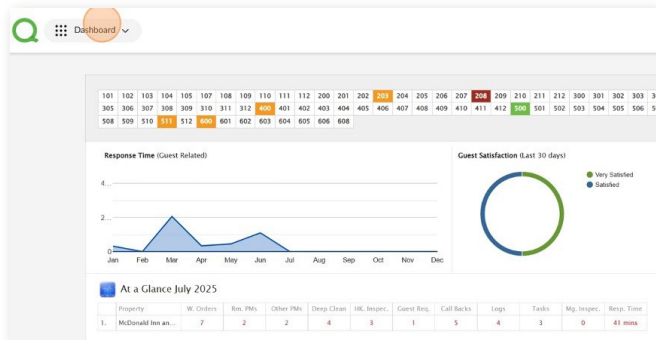 Dashboard
101 102 103 104 105 107 108 109 110 111 112 200 201 202 203 204 205 206 207 208 209 210 211 212 300 301 302 303
305 306 307 308 309 310 311 312 400 401 402 403 404 405 406 407 408 409 410 411 412 500 501 502 503 504 505 506
508 509 510 511 512 600 601 602 603 604 605 606 608
Response Time (Guest Related)
4...
2...
0
Jan Feb Mar Apr May Jun Jul Aug Sep Oct Nov Dec
Guest Satisfaction (Last 30 days)
Very Satisfied
Satisfied
At a Glance July 2025
Property W. Orders Rm. PMs Other PMs Deep Clean HK. Inspec. Guest Req. Call Backs Logs Tasks Mg. Inspec. Resp. Time
1. McDonald Inn an... 7 2 2 4 3 1 5 4 3 0 41 mins